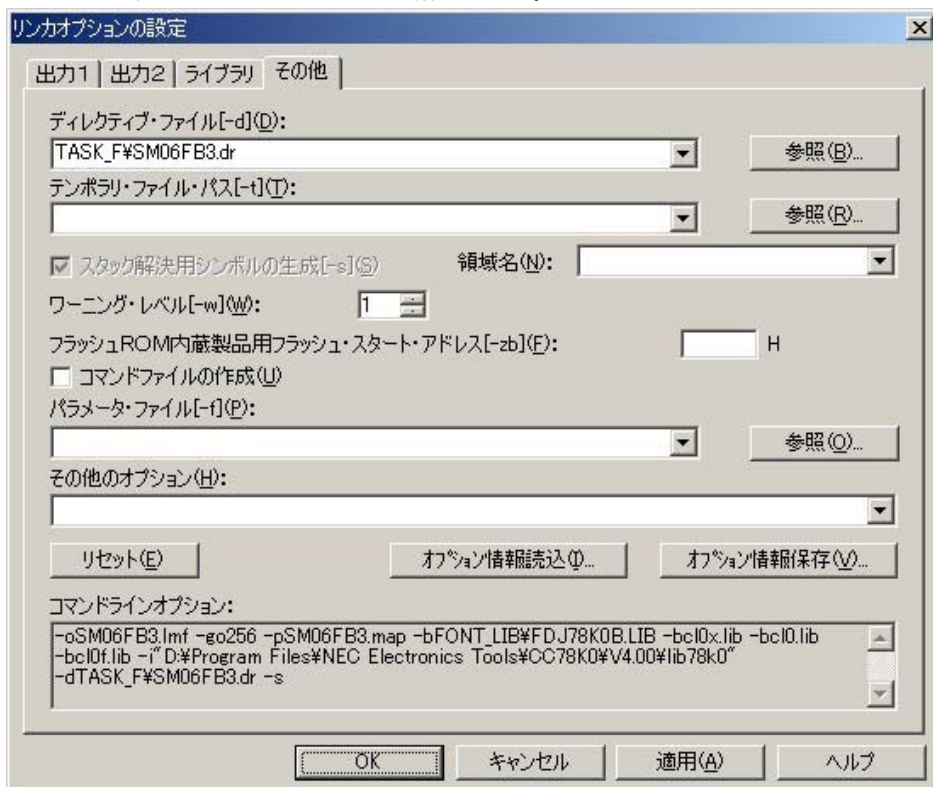 リンカオプションの設定
出力1 出力2 ライブラリ その他
ディレクティブ・ファイル[-d](D):
TASK_F¥SM06FB3.dr 参照(B)...
テンポラリ・ファイル・パス[-t](T):
参照(R)...
スタック解決用シンボルの生成[-s](S) 領域名(N):
ワーニング・レベル[-w](W): 1
フラッシュROM内蔵製品用フラッシュ・スタート・アドレス[-zb](F): H
コマンドファイルの作成(U)
パラメータ・ファイル[-f](P):
参照(O)...
その他のオプション(H):
リセット(E) オプション情報読込(I)... オプション情報保存(V)...
コマンドラインオプション:
-oSM06FB3.lmf -go256 -pSM06FB3.map -bFONT_LIB¥FDJ78K0B.LIB -bcl0x.lib -bcl0.lib
-bcl0f.lib -i"D:¥Program Files¥NEC Electronics Tools¥CC78K0¥V4.00¥lib78k0"
-dTASK_F¥SM06FB3.dr -s
OK キャンセル 適用(A) ヘルプ